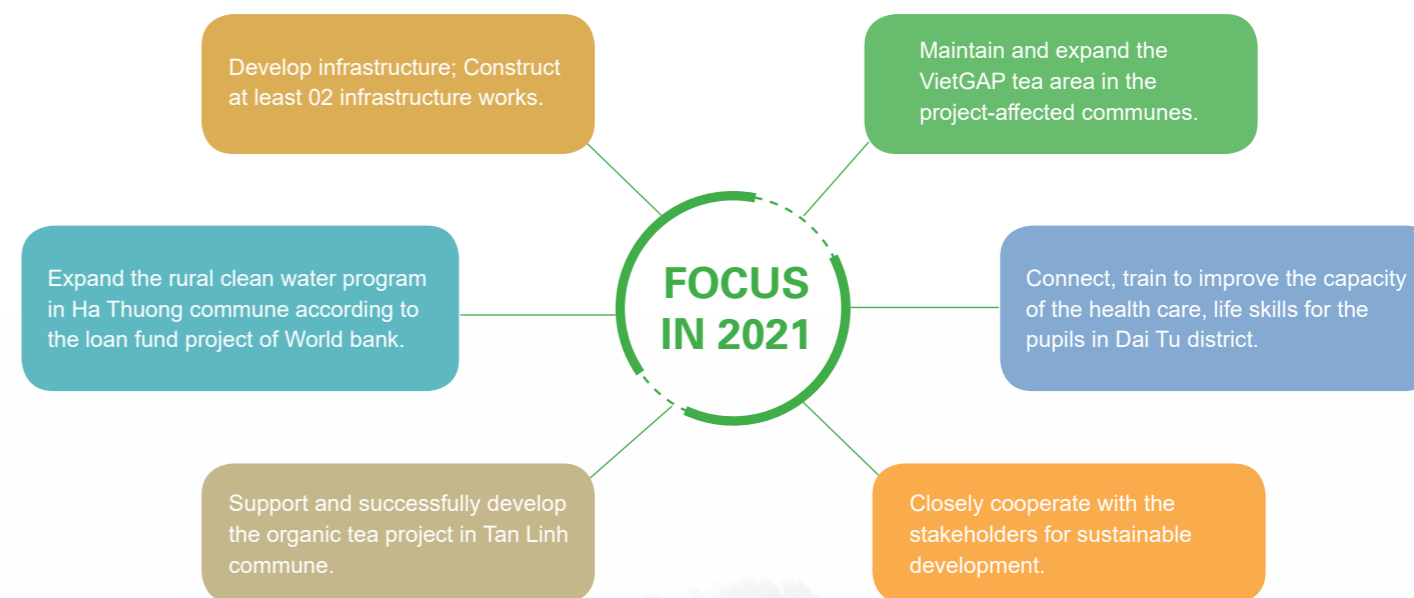 Develop infrastructure; Construct
at least 02 infrastructure works.
Maintain and expand the
VietGAP tea area in the
project-affected communes.
Expand the rural clean water program
in Ha Thuong commune according to
the loan fund project of World bank.
FOCUS
IN 2021
Connect, train to improve the capacity
of the health care, life skills for the
pupils in Dai Tu district.
Support and successfully develop
the organic tea project in Tan Linh
commune.
Closely cooperate with the
stakeholders for sustainable
development.